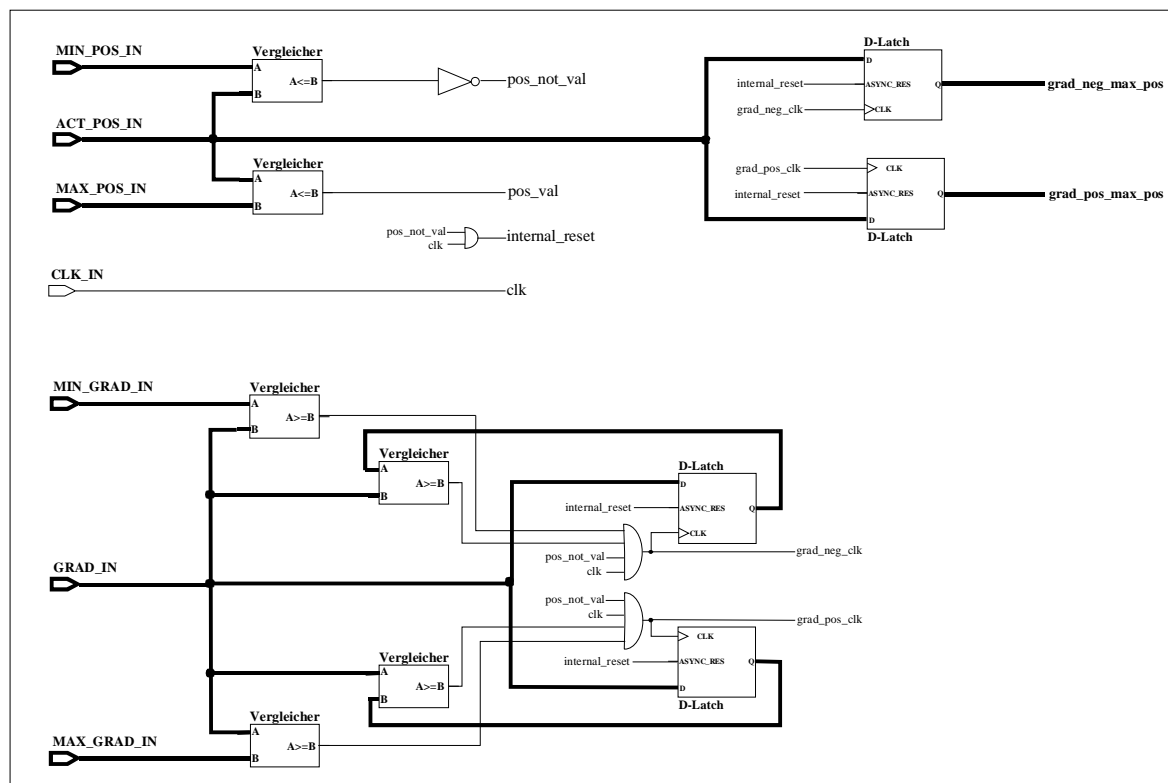 MIN_POS_IN
Vergleicher
A
B
A<=B
pos_not_val
D-Latch
D
internal_reset
ASYNC_RES
Q
grad_neg_clk
CLK
grad_neg_max_pos
ACT_POS_IN
MAX_POS_IN
Vergleicher
A
B
A<=B
pos_val
grad_pos_clk
CLK
internal_reset
ASYNC_RES
Q
D
D-Latch
grad_pos_max_pos
pos_not_val
clk
internal_reset
CLK_IN
clk
MIN_GRAD_IN
Vergleicher
A
B
A>=B
Vergleicher
A
B
A>=B
D-Latch
D
internal_reset
ASYNC_RES
Q
CLK
pos_not_val
clk
grad_neg_clk
GRAD_IN
pos_not_val
clk
grad_pos_clk
CLK
internal_reset
ASYNC_RES
Q
D
D-Latch
Vergleicher
A
B
A>=B
Vergleicher
A
B
A>=B
MAX_GRAD_IN